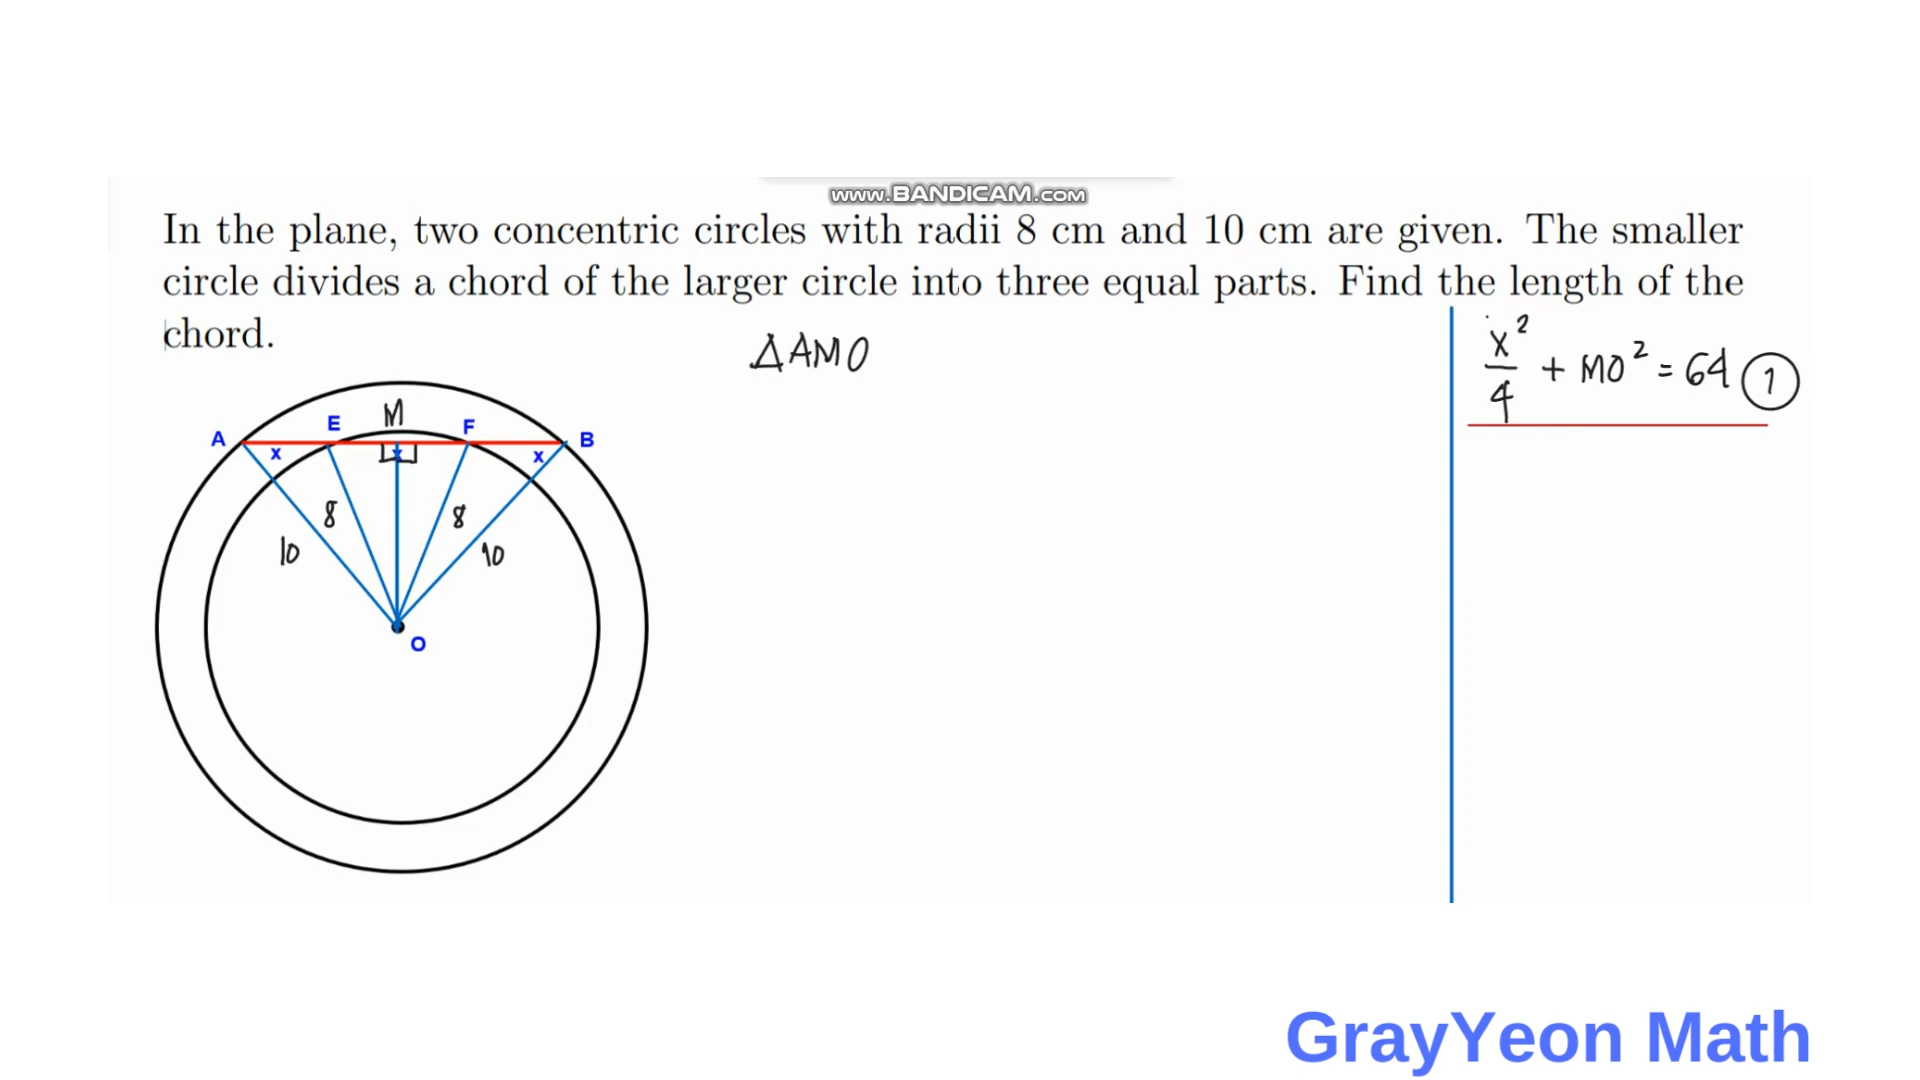 www.BANDICAM.com
In the plane, two concentric circles with radii 8 cm and 10 cm are given. The smaller
circle divides a chord of the larger circle into three equal parts. Find the length of the
chord.
ΔAMO
x²/4 + MO² = 64 ①
A
E
M
F
B
x
x
x
8
8
10
10
O
GrayYeon Math